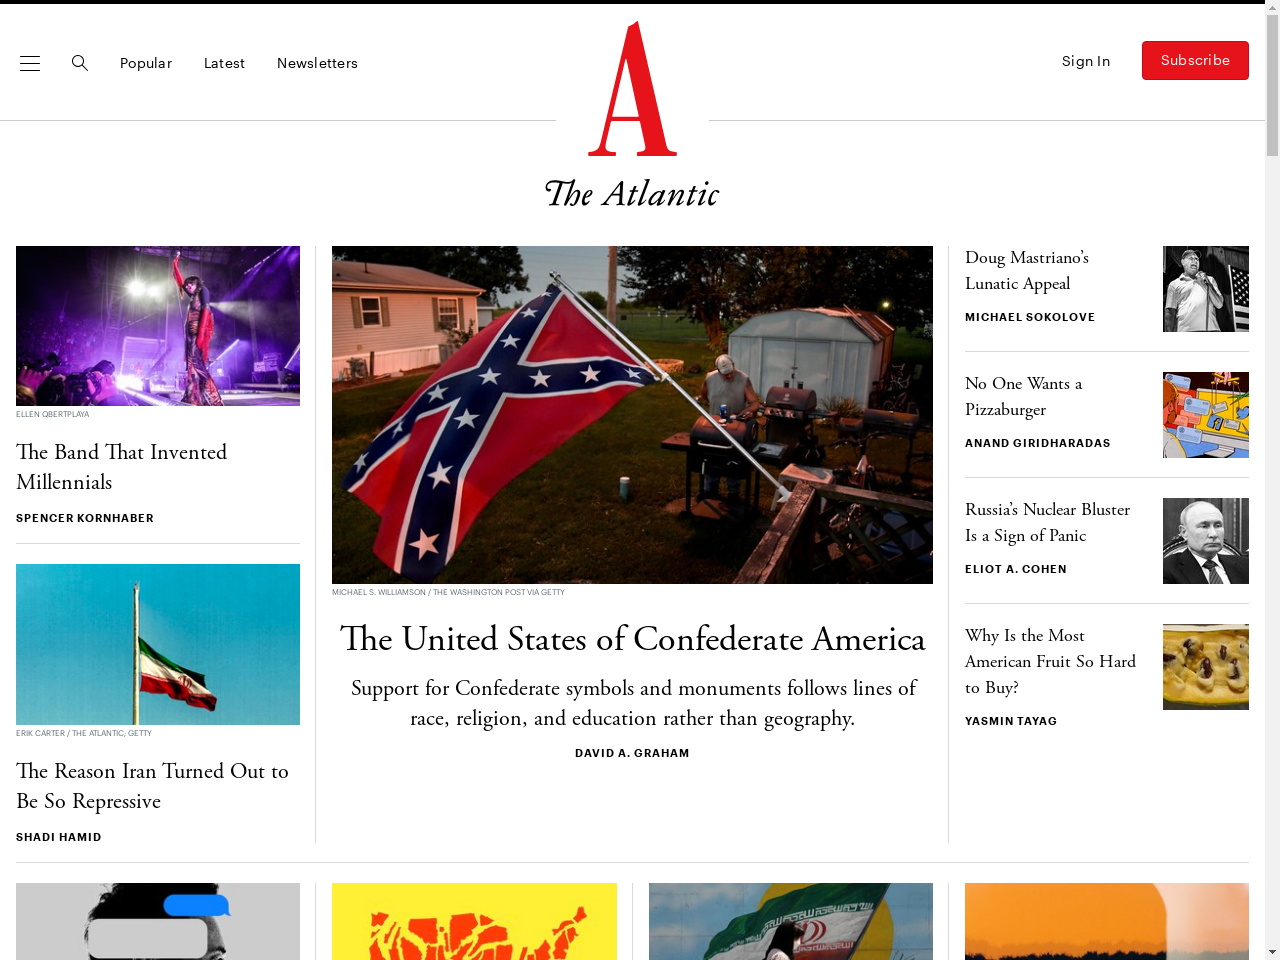 Popular
Latest
Newsletters
A
The Atlantic
Sign In
Subscribe
ELLEN QBERTPLAYA
The Band That Invented
Millennials
SPENCER KORNHABER
ERIK CARTER / THE ATLANTIC; GETTY
The Reason Iran Turned Out to
Be So Repressive
SHADI HAMID
MICHAEL S. WILLIAMSON / THE WASHINGTON POST VIA GETTY
The United States of Confederate America
Support for Confederate symbols and monuments follows lines of
race, religion, and education rather than geography.
DAVID A. GRAHAM
Doug Mastriano’s
Lunatic Appeal
MICHAEL SOKOLOVE
No One Wants a
Pizzaburger
ANAND GIRIDHARADAS
Russia’s Nuclear Bluster
Is a Sign of Panic
ELIOT A. COHEN
Why Is the Most
American Fruit So Hard
to Buy?
YASMIN TAYAG